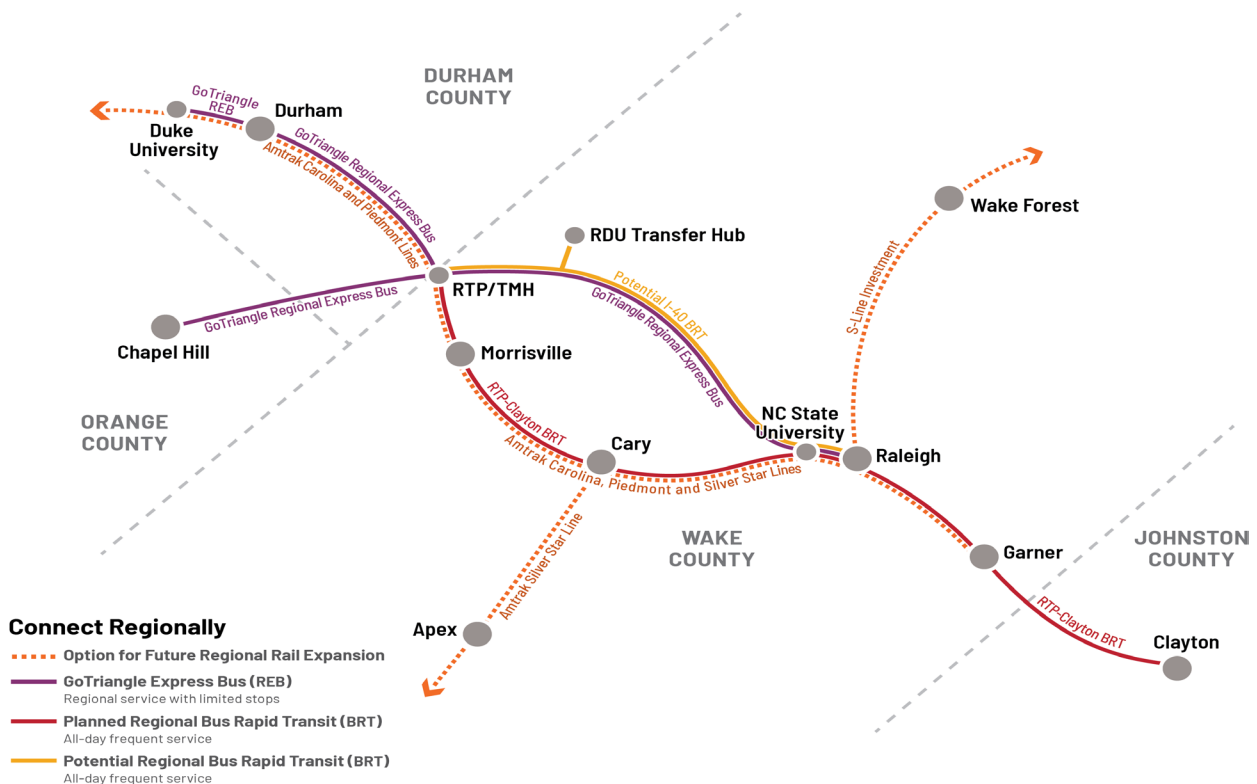 DURHAM
COUNTY
GoTriangle
REB
Durham
Duke
University
GoTriangle Regional Express Bus
Amtrak Carolina and Piedmont Lines
Wake Forest
RDU Transfer Hub
RTP/TMH
Potential I-40 BRT
GoTriangle Regional Express Bus
S-Line Investment
GoTriangle Regional Express Bus
Chapel Hill
Morrisville
ORANGE
COUNTY
RTP-Clayton BRT
NC State
University
Cary
Raleigh
Amtrak Carolina, Piedmont and Silver Star Lines
WAKE
COUNTY
JOHNSTON
COUNTY
Garner
Amtrak Silver Star Line
Apex
RTP-Clayton BRT
Clayton
Connect Regionally
Option for Future Regional Rail Expansion
GoTriangle Express Bus (REB)
Regional service with limited stops
Planned Regional Bus Rapid Transit (BRT)
All-day frequent service
Potential Regional Bus Rapid Transit (BRT)
All-day frequent service